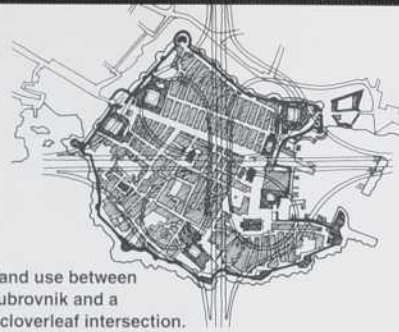 and use between
ubrovnik and a
cloverleaf intersection.